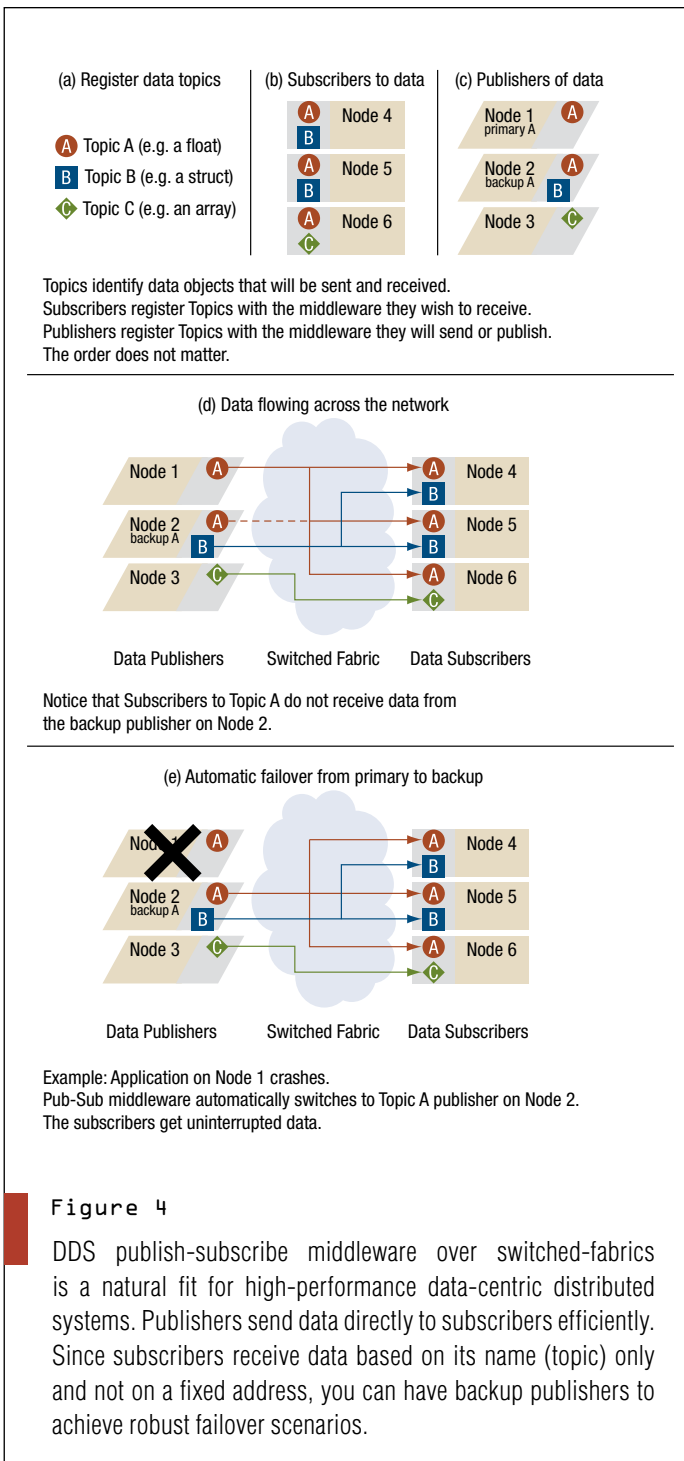 (a) Register data topics
A Topic A (e.g. a float)
B Topic B (e.g. a struct)
C Topic C (e.g. an array)
(b) Subscribers to data
A Node 4
B
A Node 5
B
A Node 6
C
(c) Publishers of data
Node 1 A
primary A
Node 2 A
backup A B
Node 3 C
Topics identify data objects that will be sent and received.
Subscribers register Topics with the middleware they wish to receive.
Publishers register Topics with the middleware they will send or publish.
The order does not matter.
(d) Data flowing across the network
Node 1 A A Node 4
B
Node 2 A A Node 5
backup A B B
Node 3 C A Node 6
C
Data Publishers Switched Fabric Data Subscribers
Notice that Subscribers to Topic A do not receive data from
the backup publisher on Node 2.
(e) Automatic failover from primary to backup
Node 1 A A Node 4
B
Node 2 A A Node 5
backup A B B
Node 3 C A Node 6
C
Data Publishers Switched Fabric Data Subscribers
Example: Application on Node 1 crashes.
Pub-Sub middleware automatically switches to Topic A publisher on Node 2.
The subscribers get uninterrupted data.
Figure 4
DDS publish-subscribe middleware over switched-fabrics
is a natural fit for high-performance data-centric distributed
systems. Publishers send data directly to subscribers efficiently.
Since subscribers receive data based on its name (topic) only
and not on a fixed address, you can have backup publishers to
achieve robust failover scenarios.